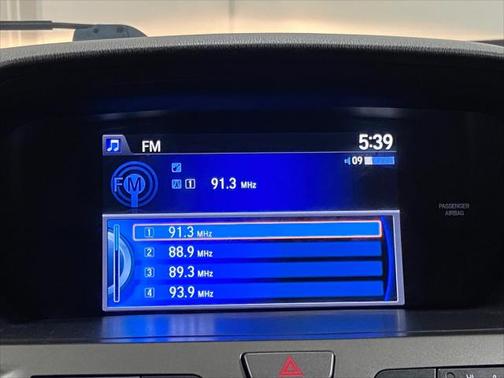 FM
5:39
09
FM
1 91.3 MHz
1 91.3 MHz
2 88.9 MHz
3 89.3 MHz
4 93.9 MHz
PASSENGER
AIRBAG